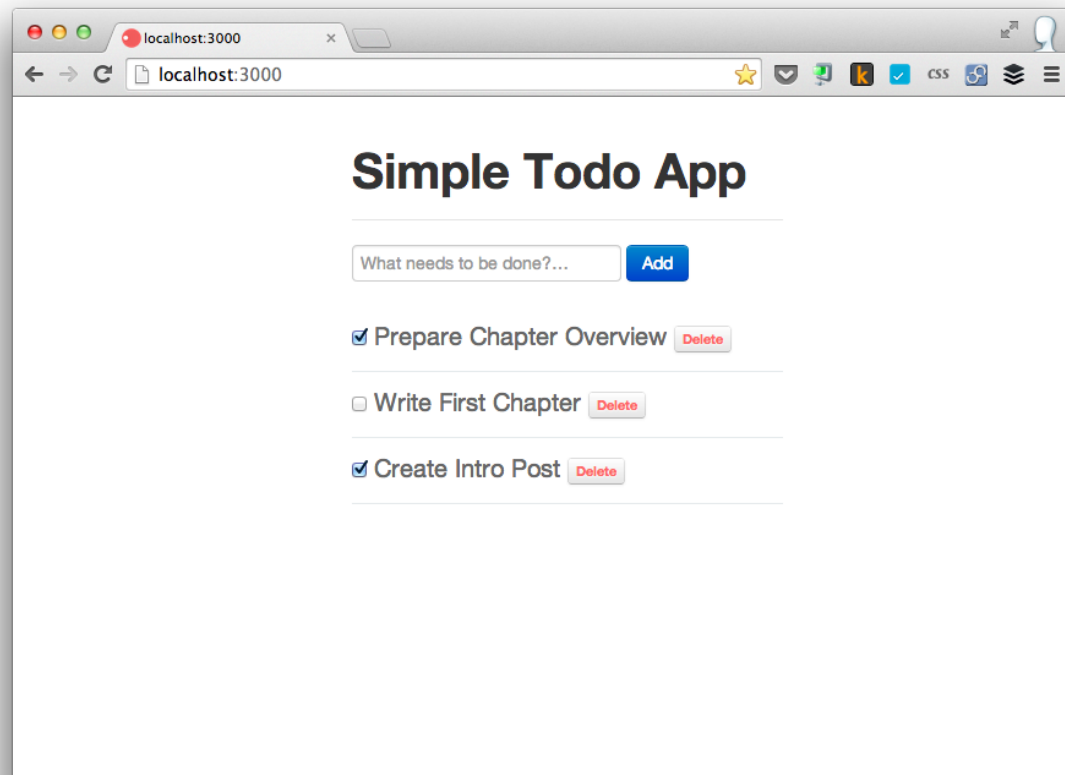 localhost:3000
localhost:3000
CSS
Simple Todo App
What needs to be done?...
Add
Prepare Chapter Overview Delete
Write First Chapter Delete
Create Intro Post Delete